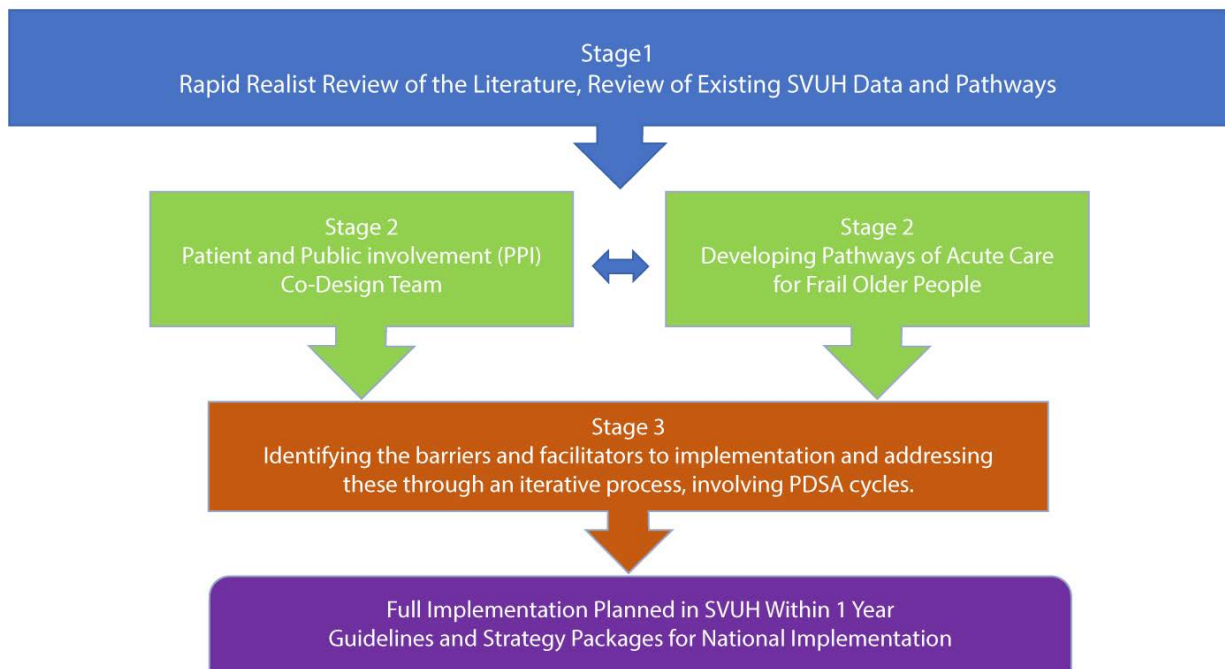 Stage1
Rapid Realist Review of the Literature, Review of Existing SVUH Data and Pathways
Stage 2
Patient and Public involvement (PPI)
Co-Design Team
Stage 2
Developing Pathways of Acute Care
for Frail Older People
Stage 3
Identifying the barriers and facilitators to implementation and addressing
these through an iterative process, involving PDSA cycles.
Full Implementation Planned in SVUH Within 1 Year
Guidelines and Strategy Packages for National Implementation